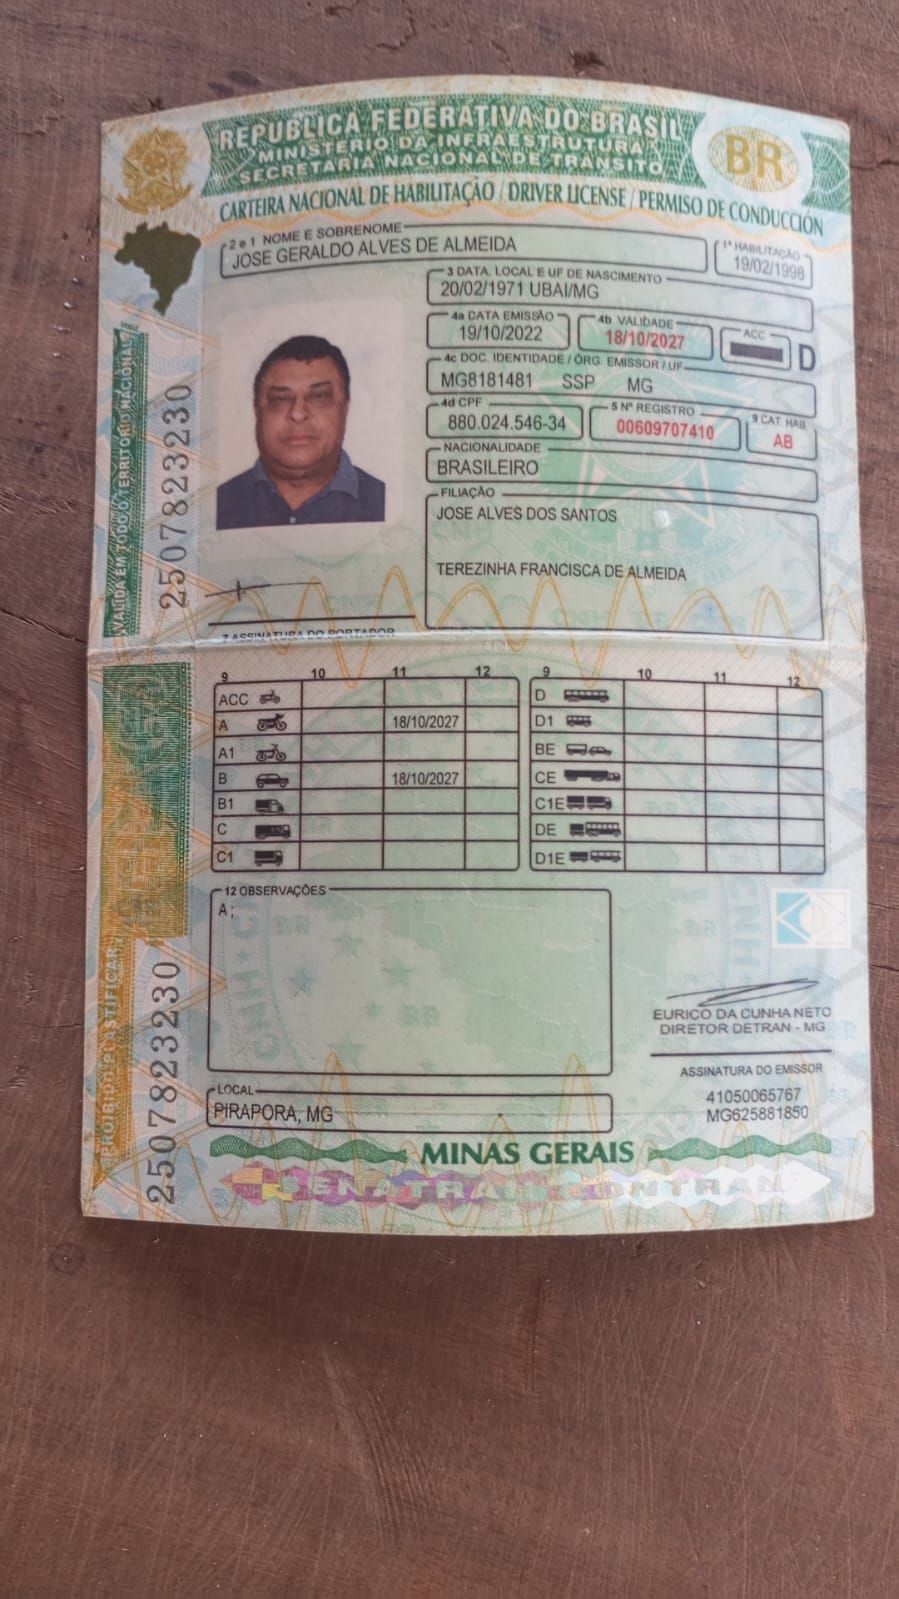 REPÚBLICA FEDERATIVA DO BRASIL
MINISTÉRIO DA INFRAESTRUTURA
SECRETARIA NACIONAL DE TRÂNSITO
BR
CARTEIRA NACIONAL DE HABILITAÇÃO / DRIVER LICENSE / PERMISO DE CONDUCCIÓN
2 e 1 NOME E SOBRENOME
JOSE GERALDO ALVES DE ALMEIDA
1ª HABILITAÇÃO
19/02/1998
3 DATA, LOCAL E UF DE NASCIMENTO
20/02/1971 UBAI/MG
4a DATA EMISSÃO
19/10/2022
4b VALIDADE
18/10/2027
ACC
D
4c DOC. IDENTIDADE / ÓRG. EMISSOR / UF
MG8181481 SSP MG
4d CPF
880.024.546-34
5 Nº REGISTRO
00609707410
9 CAT. HAB.
AB
NACIONALIDADE
BRASILEIRO
FILIAÇÃO
JOSE ALVES DOS SANTOS
TEREZINHA FRANCISCA DE ALMEIDA
7 ASSINATURA DO PORTADOR
VÁLIDA EM TODO O TERRITÓRIO NACIONAL
2507823230
9 10 11 12 9 10 11 12
ACC D
A 18/10/2027 D1
A1 BE
B 18/10/2027 CE
B1 C1E
C DE
C1 D1E
12 OBSERVAÇÕES
A;
EURICO DA CUNHA NETO
DIRETOR DETRAN - MG
ASSINATURA DO EMISSOR
41050065767
MG625881850
LOCAL
PIRAPORA, MG
PROIBIDO PLASTIFICAR
2507823230
MINAS GERAIS